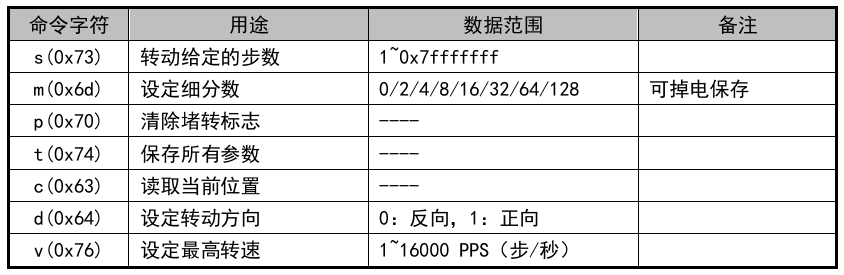 命令字符 用途 数据范围 备注
s(0x73) 转动给定的步数 1~0x7fffffff
m(0x6d) 设定细分数 0/2/4/8/16/32/64/128 可掉电保存
p(0x70) 清除堵转标志 ----
t(0x74) 保存所有参数 ----
c(0x63) 读取当前位置 ----
d(0x64) 设定转动方向 0：反向，1：正向
v(0x76) 设定最高转速 1~16000 PPS（步/秒）